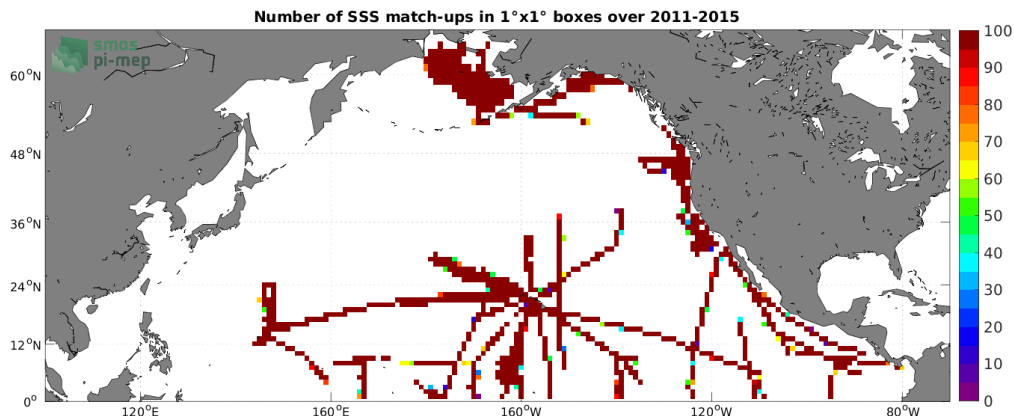 Number of SSS match-ups in 1°x1° boxes over 2011-2015
smos
pi-mep
60°N
48°N
36°N
24°N
12°N
0°
120°E
160°E
160°W
120°W
80°W
100
90
80
70
60
50
40
30
20
10
0